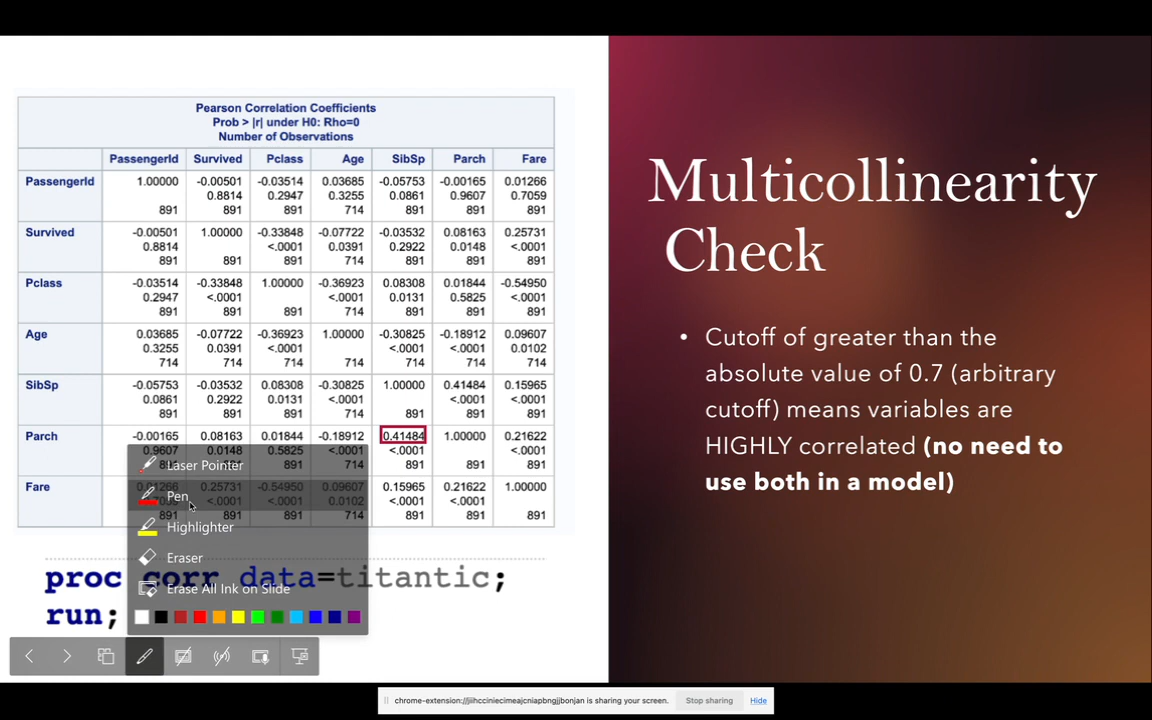 Pearson Correlation Coefficients
Prob > |r| under H0: Rho=0
Number of Observations
PassengerId Survived Pclass Age SibSp Parch Fare
PassengerId 1.00000 -0.00501 -0.03514 0.03685 -0.05753 -0.00165 0.01266
0.8814 0.2947 0.3255 0.0861 0.9607 0.7059
891 891 891 714 891 891 891
Survived -0.00501 1.00000 -0.33848 -0.07722 -0.03532 0.08163 0.25731
0.8814 <.0001 0.0391 0.2922 0.0148 <.0001
891 891 891 714 891 891 891
Pclass -0.03514 -0.33848 1.00000 -0.36923 0.08308 0.01844 -0.54950
0.2947 <.0001 <.0001 0.0131 0.5825 <.0001
891 891 891 714 891 891 891
Age 0.03685 -0.07722 -0.36923 1.00000 -0.30825 -0.18912 0.09607
0.3255 0.0391 <.0001 <.0001 <.0001 0.0102
714 714 714 714 714 714 714
SibSp -0.05753 -0.03532 0.08308 -0.30825 1.00000 0.41484 0.15965
0.0861 0.2922 0.0131 <.0001 <.0001 <.0001
891 891 891 714 891 891 891
Parch -0.00165 0.08163 0.01844 -0.18912 0.41484 1.00000 0.21622
0.9607 0.0148 0.5825 <.0001 <.0001 <.0001
891 714 891 891 891
Fare 0.25731 -0.54950 0.09607 0.15965 0.21622 1.00000
<.0001 <.0001 0.0102 <.0001 <.0001
891 891 891 714 891 891 891
Laser Pointer
Pen
Highlighter
Eraser
Erase All Ink on Slide
proc corr data=titantic;
run;
Multicollinearity
Check
• Cutoff of greater than the
absolute value of 0.7 (arbitrary
cutoff) means variables are
HIGHLY correlated (no need to
use both in a model)
chrome-extension://jiihcciniecimeajcniapbngjjbonjan is sharing your screen. Stop sharing Hide